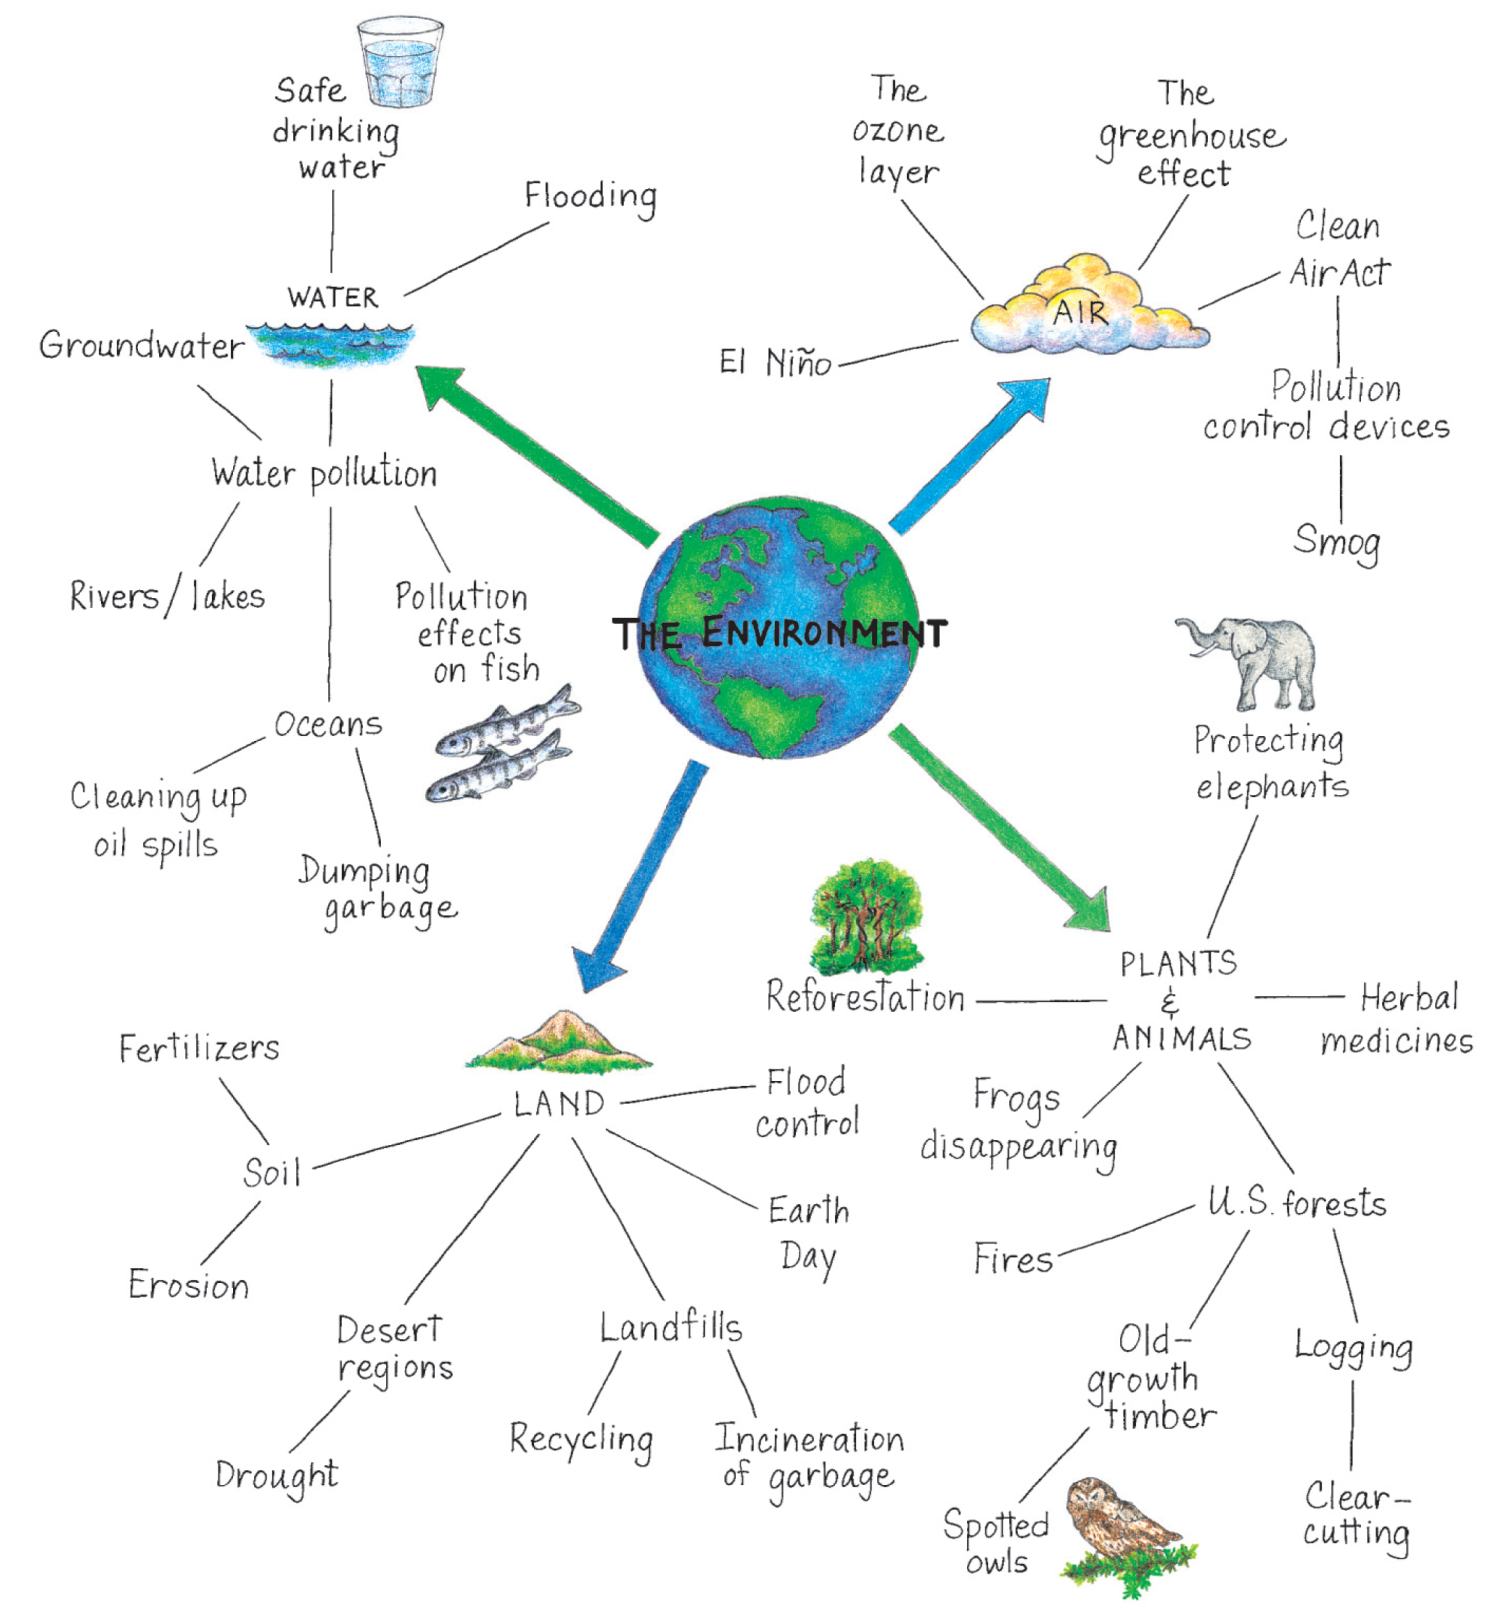 Safe
drinking
water
Flooding
WATER
Groundwater
Water pollution
Rivers/lakes
Pollution
effects
on fish
Oceans
Cleaning up
oil spills
Dumping
garbage
The
ozone
layer
The
greenhouse
effect
Clean
Air Act
AIR
El Niño
Pollution
control devices
Smog
THE ENVIRONMENT
Protecting
elephants
PLANTS
&
ANIMALS
Reforestation
Herbal
medicines
Frogs
disappearing
U.S. forests
Fires
Old-
growth
timber
Logging
Spotted
owls
Clear-
cutting
LAND
Fertilizers
Soil
Erosion
Flood
control
Earth
Day
Desert
regions
Drought
Landfills
Recycling
Incineration
of garbage